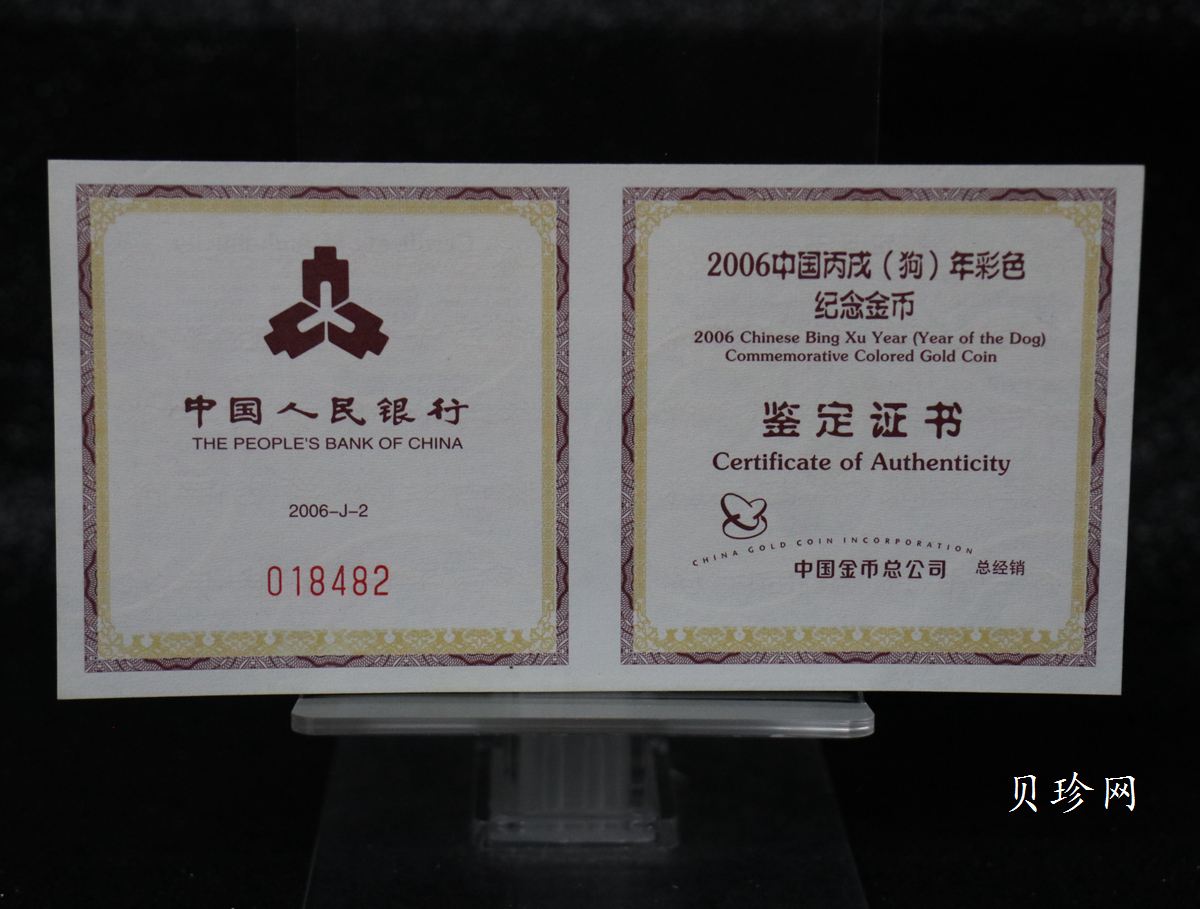 中国人民银行
THE PEOPLE'S BANK OF CHINA
2006-J-2
018482
2006中国丙戌（狗）年彩色
纪念金币
2006 Chinese Bing Xu Year (Year of the Dog)
Commemorative Colored Gold Coin
鉴定证书
Certificate of Authenticity
CHINA GOLD COIN INCORPORATION
中国金币总公司 总经销
贝珍网